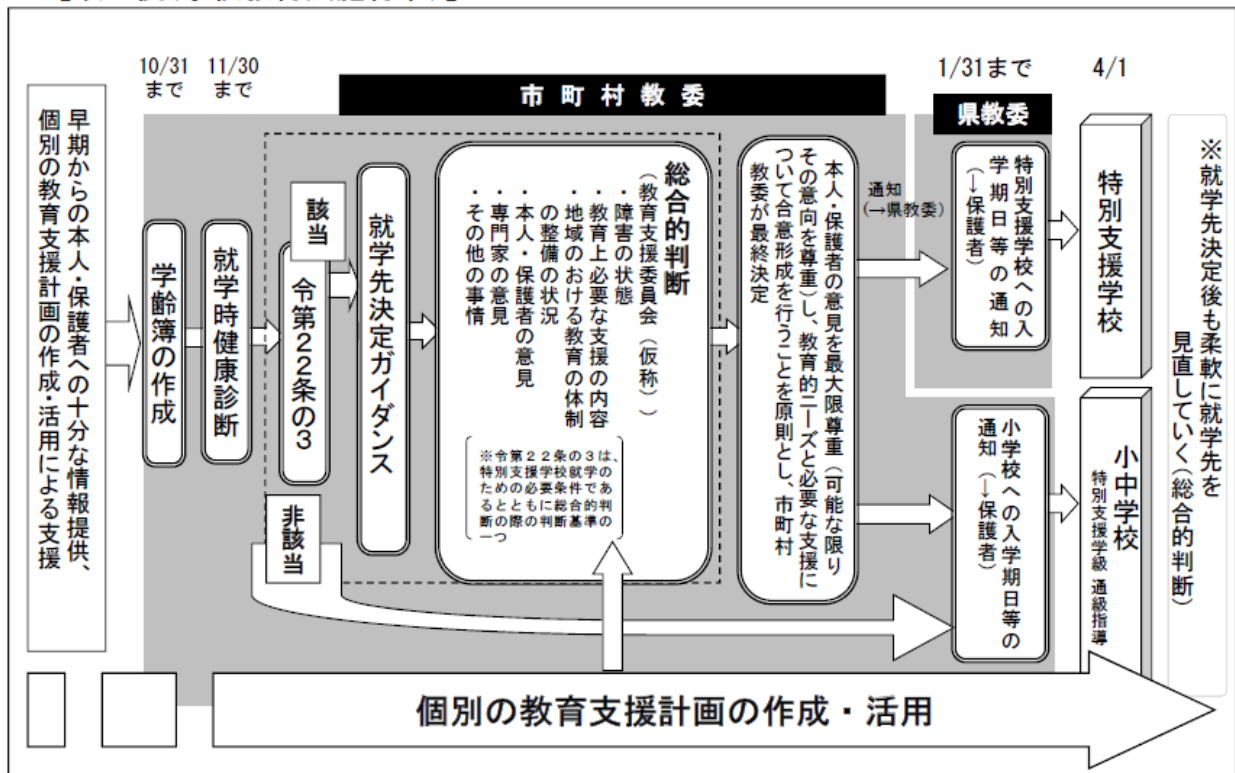 10/31
まで
11/30
まで
1/31まで
4/1
市町村教委
県教委
早期からの本人・保護者への十分な情報提供、
個別の教育支援計画の作成・活用による支援
学齢簿の作成
就学時健康診断
該当
令第22条の3
非該当
就学先決定ガイダンス
総合的判断
(教育支援委員会(仮称))
・障害の状態
・教育上必要な支援の内容
・地域のおける教育の体制
の整備の状況
・本人・保護者の意見
・専門家の意見
・その他の事情
※令第22条の3は、
特別支援学校就学の
ための必要条件であ
るとともに総合的判
断の際の判断基準の
一つ
本人・保護者の意見を最大限尊重(可能な限り
その意向を尊重)し、教育的ニーズと必要な支援に
ついて合意形成を行うことを原則とし、市町村
教委が最終決定
通知
(→県教委)
特別支援学校への入
学期日等の通知
(→保護者)
小学校への入学期日等の
通知(→保護者)
特別支援学校
小中学校
特別支援学級 通級指導
※就学先決定後も柔軟に就学先を
見直していく(総合的判断)
個別の教育支援計画の作成・活用